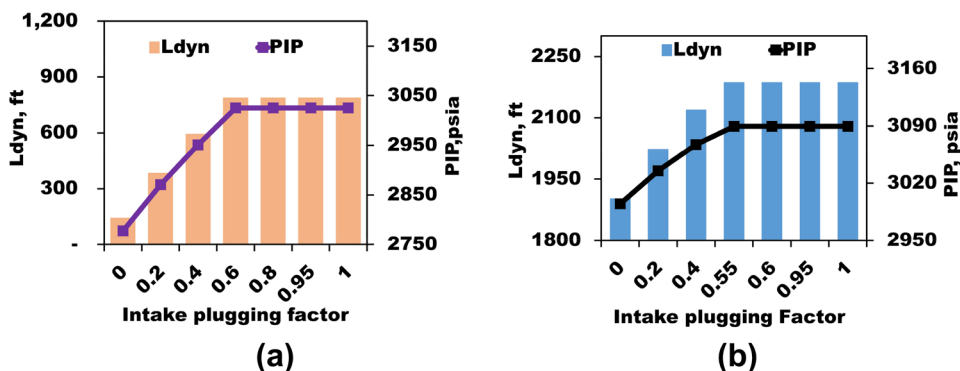 1,200
900
600
300
-
Ldyn, ft
Ldyn
PIP
3150
3050
2950
2850
2750
PIP,psia
0
0.2
0.4
0.6
0.8
0.95
1
Intake plugging factor
(a)
2250
2100
1950
1800
Ldyn, ft
Ldyn
PIP
3160
3090
3020
2950
PIP, psia
0
0.2
0.4
0.55
0.6
0.95
1
Intake plugging Factor
(b)